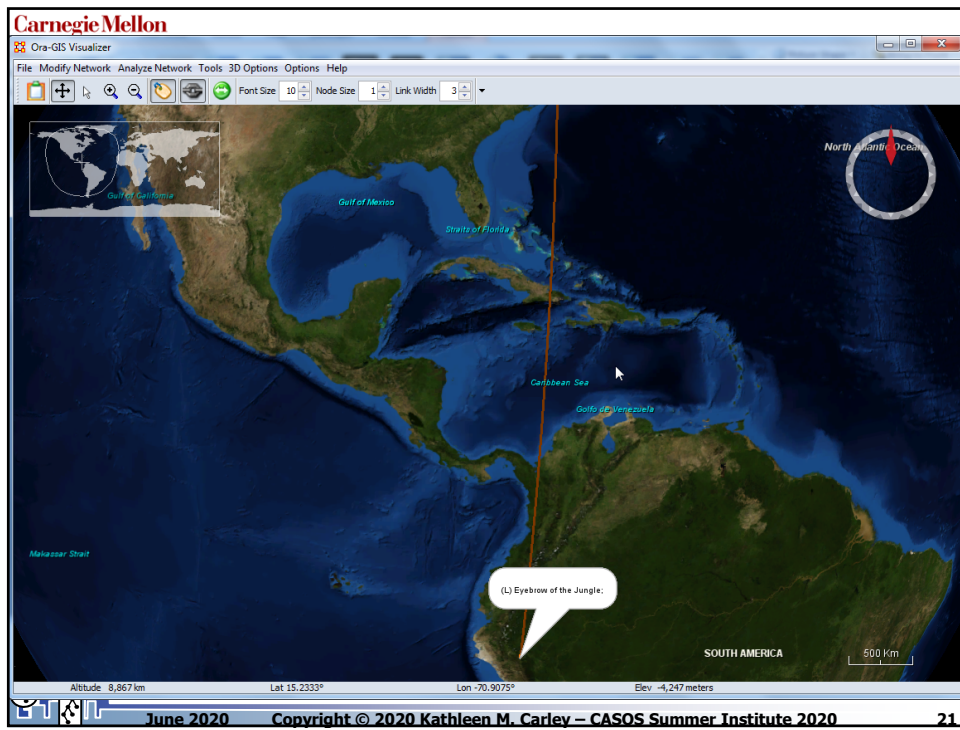 Carnegie Mellon
Ora-GIS Visualizer
File Modify Network Analyze Network Tools 3D Options Options Help
Font Size 10 Node Size 1 Link Width 3
North Atlantic Ocean
Gulf of California
Gulf of Mexico
Straits of Florida
Caribbean Sea
Golfo de Venezuela
Makassar Strait
(L) Eyebrow of the Jungle;
SOUTH AMERICA
500 Km
Altitude 8,867 km Lat 15.2333° Lon -70.9075° Elev -4,247 meters
June 2020 Copyright © 2020 Kathleen M. Carley – CASOS Summer Institute 2020 21